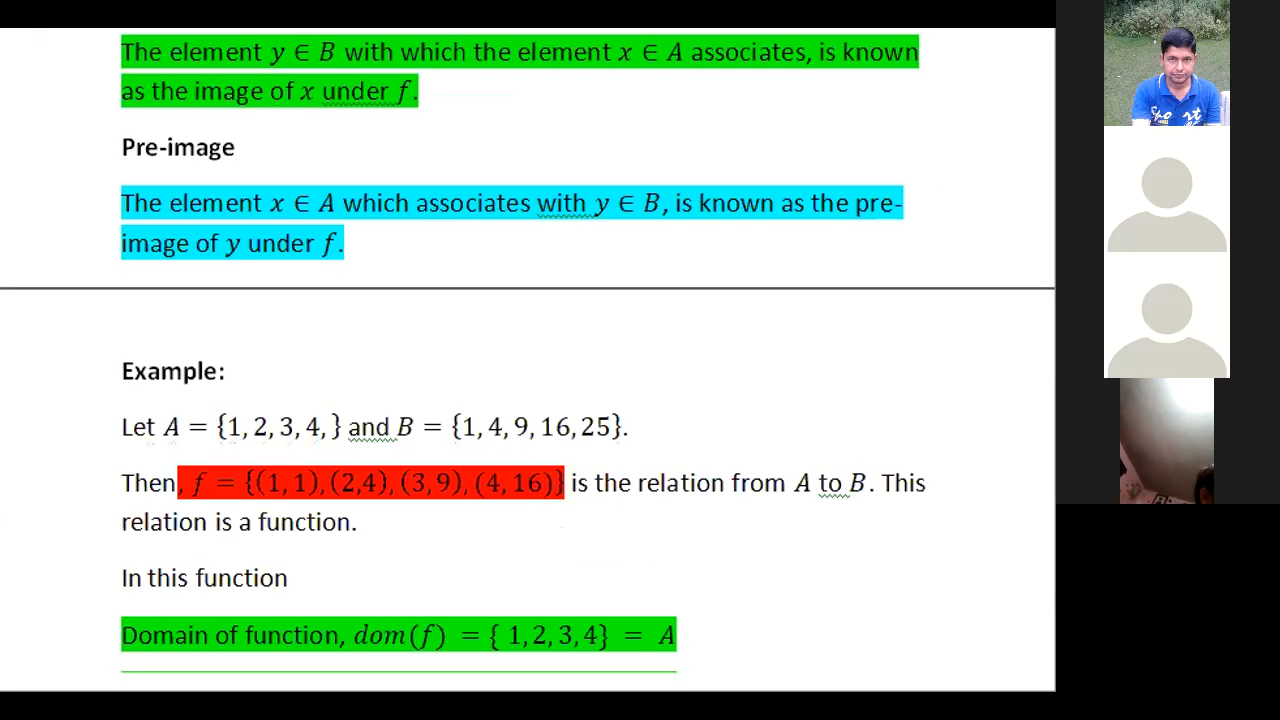 The element y ∈ B with which the element x ∈ A associates, is known
as the image of x under f.
Pre-image
The element x ∈ A which associates with y ∈ B, is known as the pre-
image of y under f.
Example:
Let A = {1, 2, 3, 4, } and B = {1, 4, 9, 16, 25}.
Then, f = {(1, 1), (2,4), (3, 9), (4, 16)} is the relation from A to B. This
relation is a function.
In this function
Domain of function, dom(f) = { 1, 2, 3, 4} = A